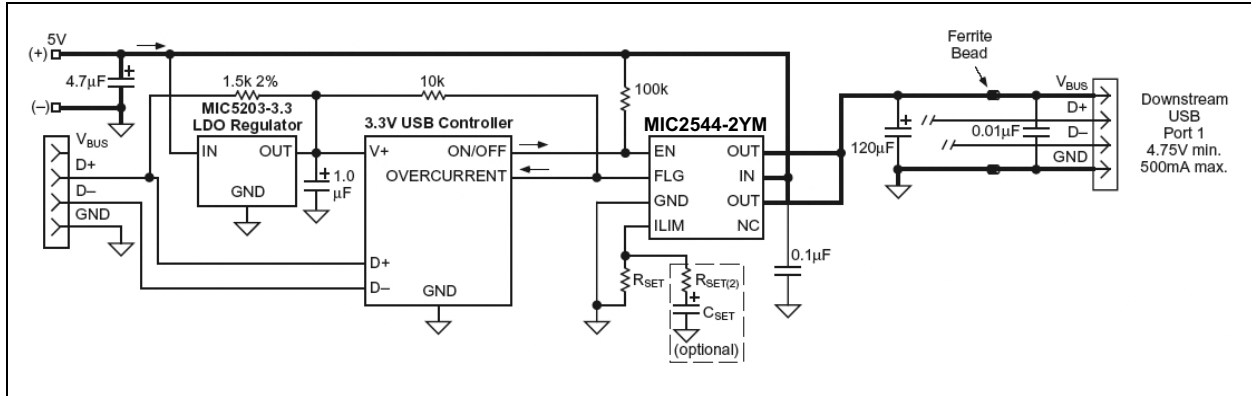 5V
(+)
4.7µF
+
(–)
1.5k 2%
10k
100k
MIC5203-3.3
LDO Regulator
IN OUT
GND
+ 1.0
µF
3.3V USB Controller
V+ ON/OFF
OVERCURRENT
D+
D–
GND
MIC2544-2YM
EN OUT
FLG IN
GND OUT
ILIM NC
RSET
RSET(2)
+
CSET
(optional)
0.1µF
VBUS
D+
D–
GND
Ferrite
Bead
+
120µF
0.01µF
VBUS
D+
D–
GND
Downstream
USB
Port 1
4.75V min.
500mA max.